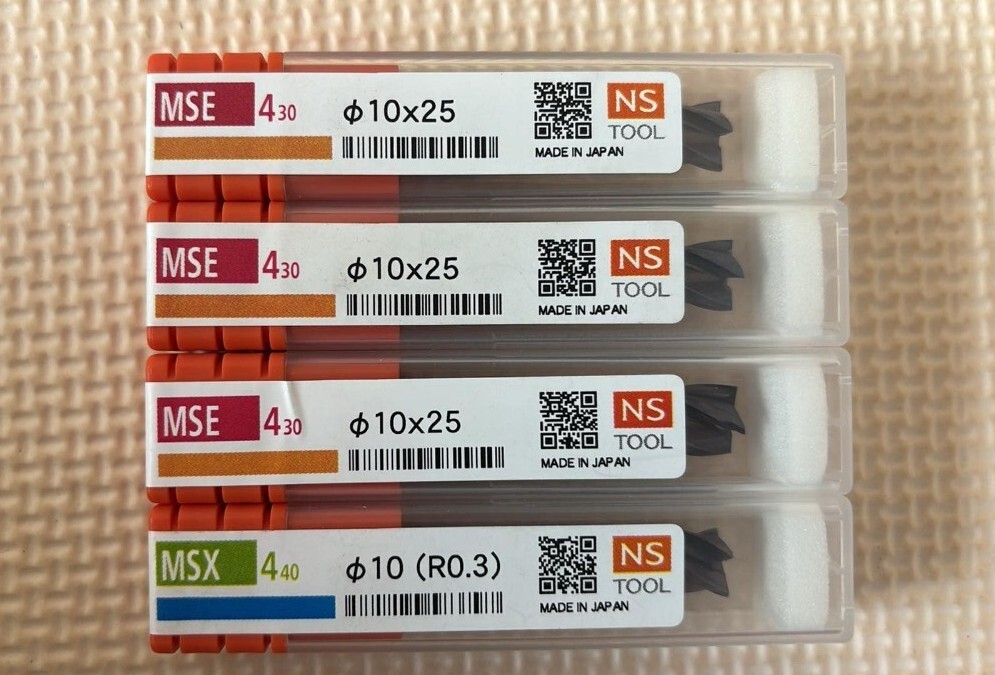 MSE 430 φ10x25 NS
TOOL
MADE IN JAPAN
MSE 430 φ10x25 NS
TOOL
MADE IN JAPAN
MSE 430 φ10x25 NS
TOOL
MADE IN JAPAN
MSX 440 φ10 (R0.3) NS
TOOL
MADE IN JAPAN